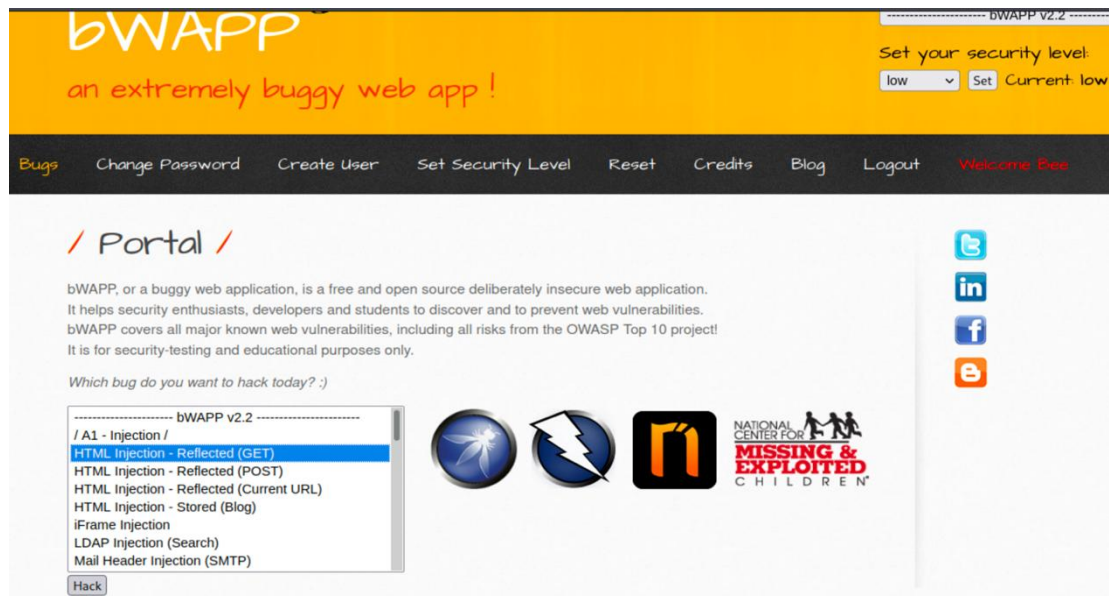 bWAPP
---------------------- bWAPP v2.2 ---------
an extremely buggy web app !
Set your security level:
low Set Current: low
Bugs Change Password Create User Set Security Level Reset Credits Blog Logout Welcome Bee
/ Portal /
bWAPP, or a buggy web application, is a free and open source deliberately insecure web application.
It helps security enthusiasts, developers and students to discover and to prevent web vulnerabilities.
bWAPP covers all major known web vulnerabilities, including all risks from the OWASP Top 10 project!
It is for security-testing and educational purposes only.
Which bug do you want to hack today? :)
---------------------- bWAPP v2.2 -----------------------
/ A1 - Injection /
HTML Injection - Reflected (GET)
HTML Injection - Reflected (POST)
HTML Injection - Reflected (Current URL)
HTML Injection - Stored (Blog)
iFrame Injection
LDAP Injection (Search)
Mail Header Injection (SMTP)
Hack
NATIONAL
CENTER FOR
MISSING &
EXPLOITED
CHILDREN
in